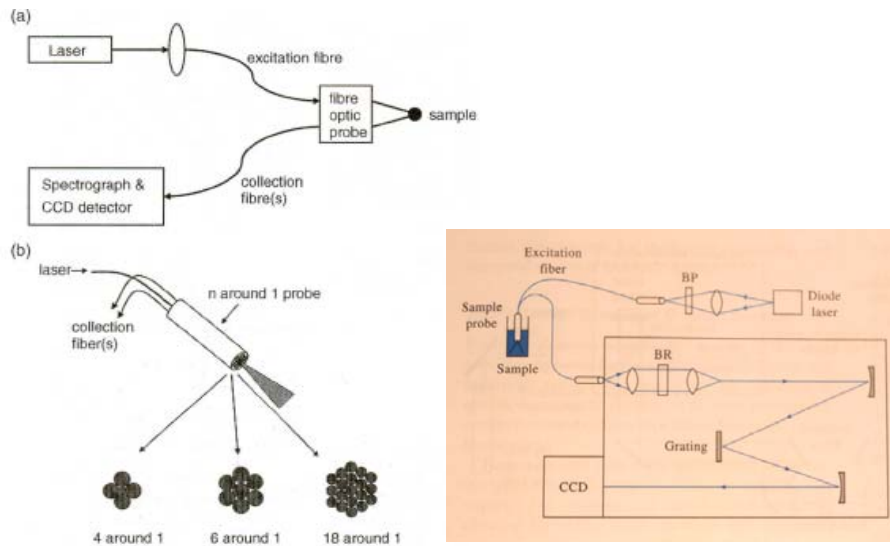 (a)
Laser
excitation fibre
fibre
optic
probe
sample
Spectrograph &
CCD detector
collection
fibre(s)
(b)
laser
n around 1 probe
collection
fiber(s)
4 around 1
6 around 1
18 around 1
Excitation
fiber
BP
Diode
laser
Sample
probe
Sample
BR
Grating
CCD